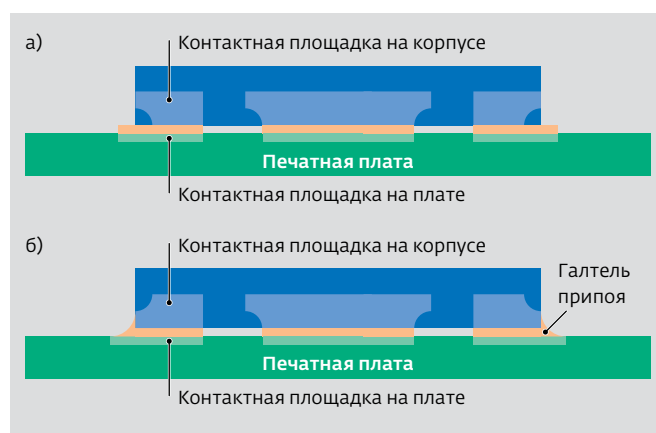 а)
Контактная площадка на корпусе
Печатная плата
Контактная площадка на плате
б)
Контактная площадка на корпусе
Галтель
припоя
Печатная плата
Контактная площадка на плате